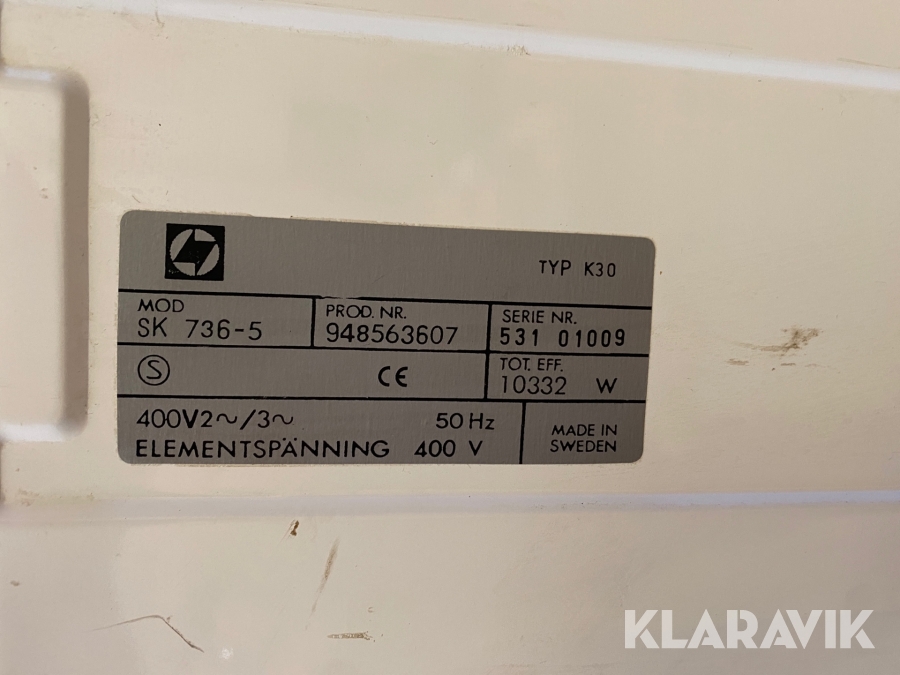 TYP K30
MOD
SK 736-5
PROD. NR.
948563607
SERIE NR.
531 01009
S
CE
TOT. EFF.
10332 W
400V2~/3~ 50 Hz
ELEMENTSPÄNNING 400 V
MADE IN
SWEDEN
KLARAVIK